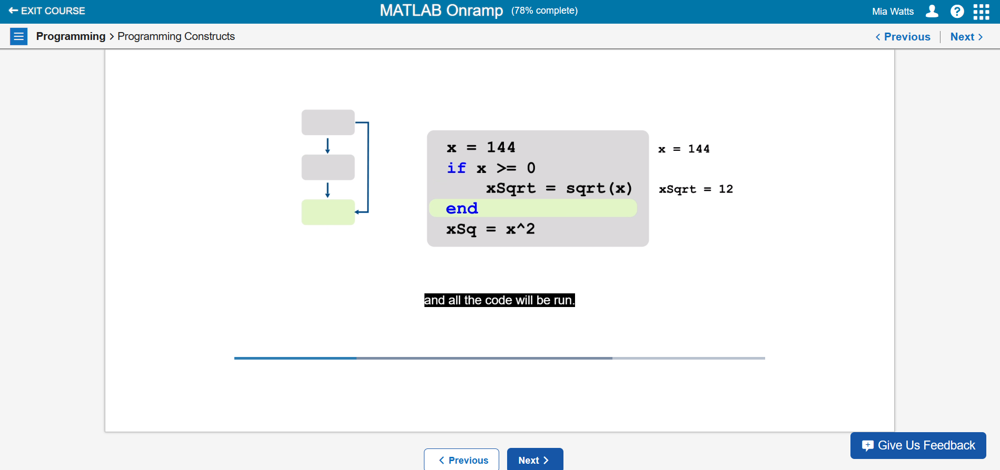 EXIT COURSE
MATLAB Onramp (78% complete)
Mia Watts
Programming > Programming Constructs
< Previous | Next >
x = 144
if x >= 0
    xSqrt = sqrt(x)
end
xSq = x^2
x = 144
xSqrt = 12
and all the code will be run.
Give Us Feedback
< Previous
Next >